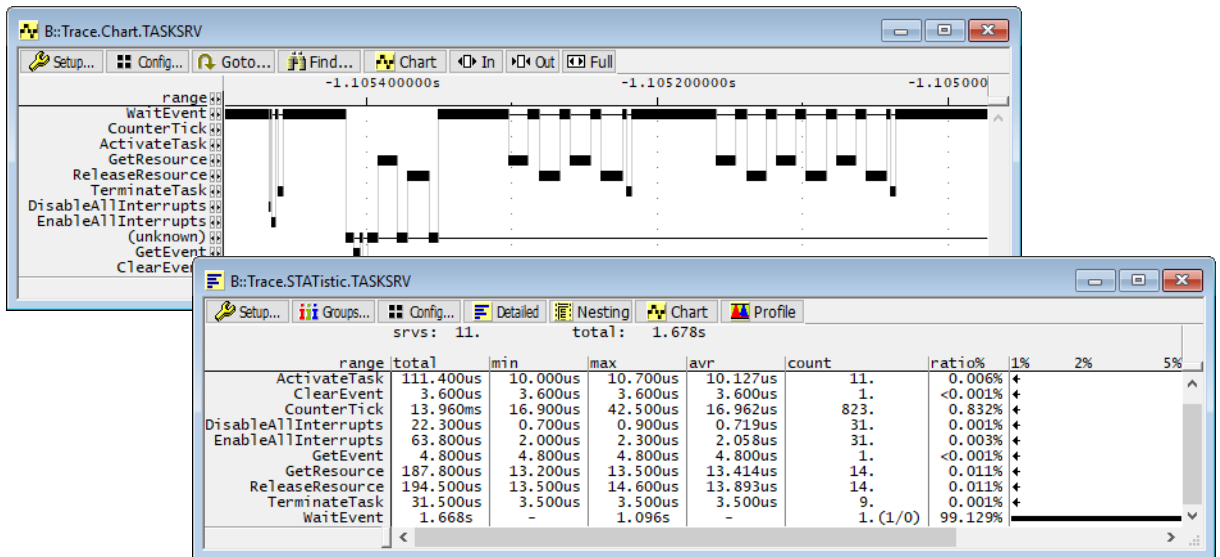 B::Trace.Chart.TASKSRV
Setup... Config... Goto... Find... Chart In Out Full
-1.105400000s -1.105200000s -1.105000
range
WaitEvent
CounterTick
ActivateTask
GetResource
ReleaseResource
TerminateTask
DisableAllInterrupts
EnableAllInterrupts
(unknown)
GetEvent
ClearEve
B::Trace.STATistic.TASKSRV
Setup... Groups... Config... Detailed Nesting Chart Profile
srvs: 11. total: 1.678s
range total min max avr count ratio% 1% 2% 5%
ActivateTask 111.400us 10.000us 10.700us 10.127us 11. 0.006%
ClearEvent 3.600us 3.600us 3.600us 3.600us 1. <0.001%
CounterTick 13.960ms 16.900us 42.500us 16.962us 823. 0.832%
DisableAllInterrupts 22.300us 0.700us 0.900us 0.719us 31. 0.001%
EnableAllInterrupts 63.800us 2.000us 2.300us 2.058us 31. 0.003%
GetEvent 4.800us 4.800us 4.800us 4.800us 1. <0.001%
GetResource 187.800us 13.200us 13.500us 13.414us 14. 0.011%
ReleaseResource 194.500us 13.500us 14.600us 13.893us 14. 0.011%
TerminateTask 31.500us 3.500us 3.500us 3.500us 9. 0.001%
WaitEvent 1.668s - 1.096s - 1.(1/0) 99.129%